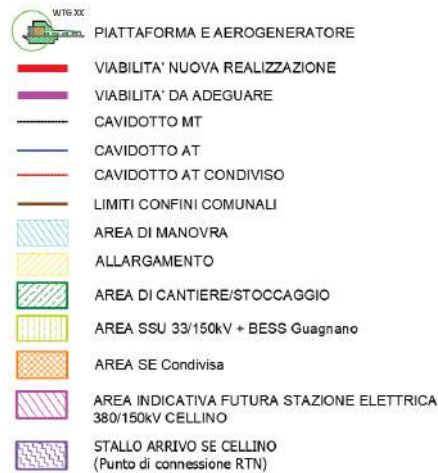 WTG XX
PIATTAFORMA E AEROGENERATORE
VIABILITA' NUOVA REALIZZAZIONE
VIABILITA' DA ADEGUARE
CAVIDOTTO MT
CAVIDOTTO AT
CAVIDOTTO AT CONDIVISO
LIMITI CONFINI COMUNALI
AREA DI MANOVRA
ALLARGAMENTO
AREA DI CANTIERE/STOCCAGGIO
AREA SSU 33/150kV + BESS Guagnano
AREA SE Condivisa
AREA INDICATIVA FUTURA STAZIONE ELETTRICA
380/150kV CELLINO
STALLO ARRIVO SE CELLINO
(Punto di connessione RTN)